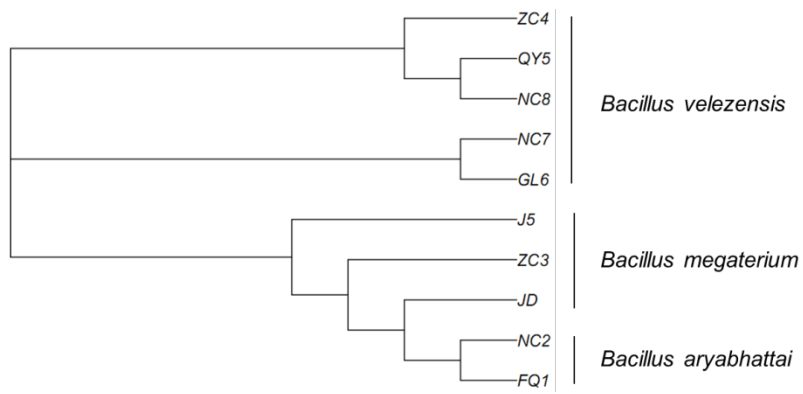 ZC4
QY5
NC8
Bacillus velezensis
NC7
GL6
J5
ZC3
Bacillus megaterium
JD
NC2
Bacillus aryabhattai
FQ1